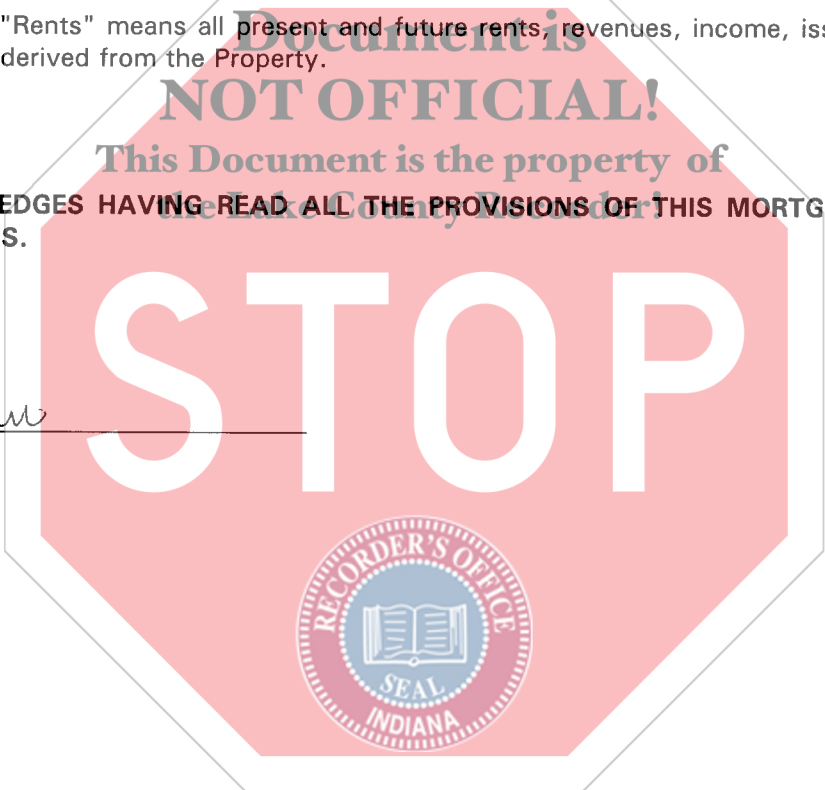 Document is
"Rents" means all present and future rents, revenues, income, iss
derived from the Property.
NOT OFFICIAL!
This Document is the property of
the Lake County Recorder!
EDGES HAVING READ ALL THE PROVISIONS OF THIS MORTG
S.
STOP
RECORDER'S OFFICE
SEAL
INDIANA